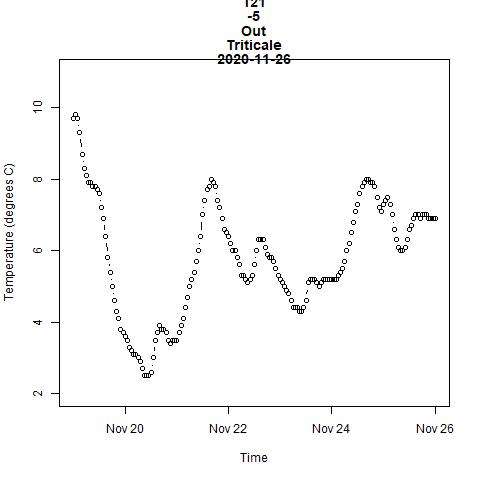 121
-5
Out
Triticale
2020-11-26
Temperature (degrees C)
10
8
6
4
2
Nov 20 Nov 22 Nov 24 Nov 26
Time